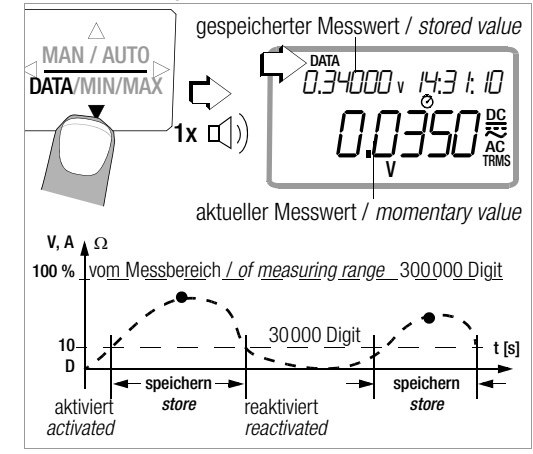 gespeicherter Messwert / stored value
MAN / AUTO
DATA/MIN/MAX
1x
DATA
0.34000 V 14:31:10
0.0350
DC
AC
TRMS
V
aktueller Messwert / momentary value
V, A Ω
100 % vom Messbereich / of measuring range 300000 Digit
10
30000 Digit
t [s]
D
speichern
store
speichern
store
aktiviert
activated
reaktiviert
reactivated